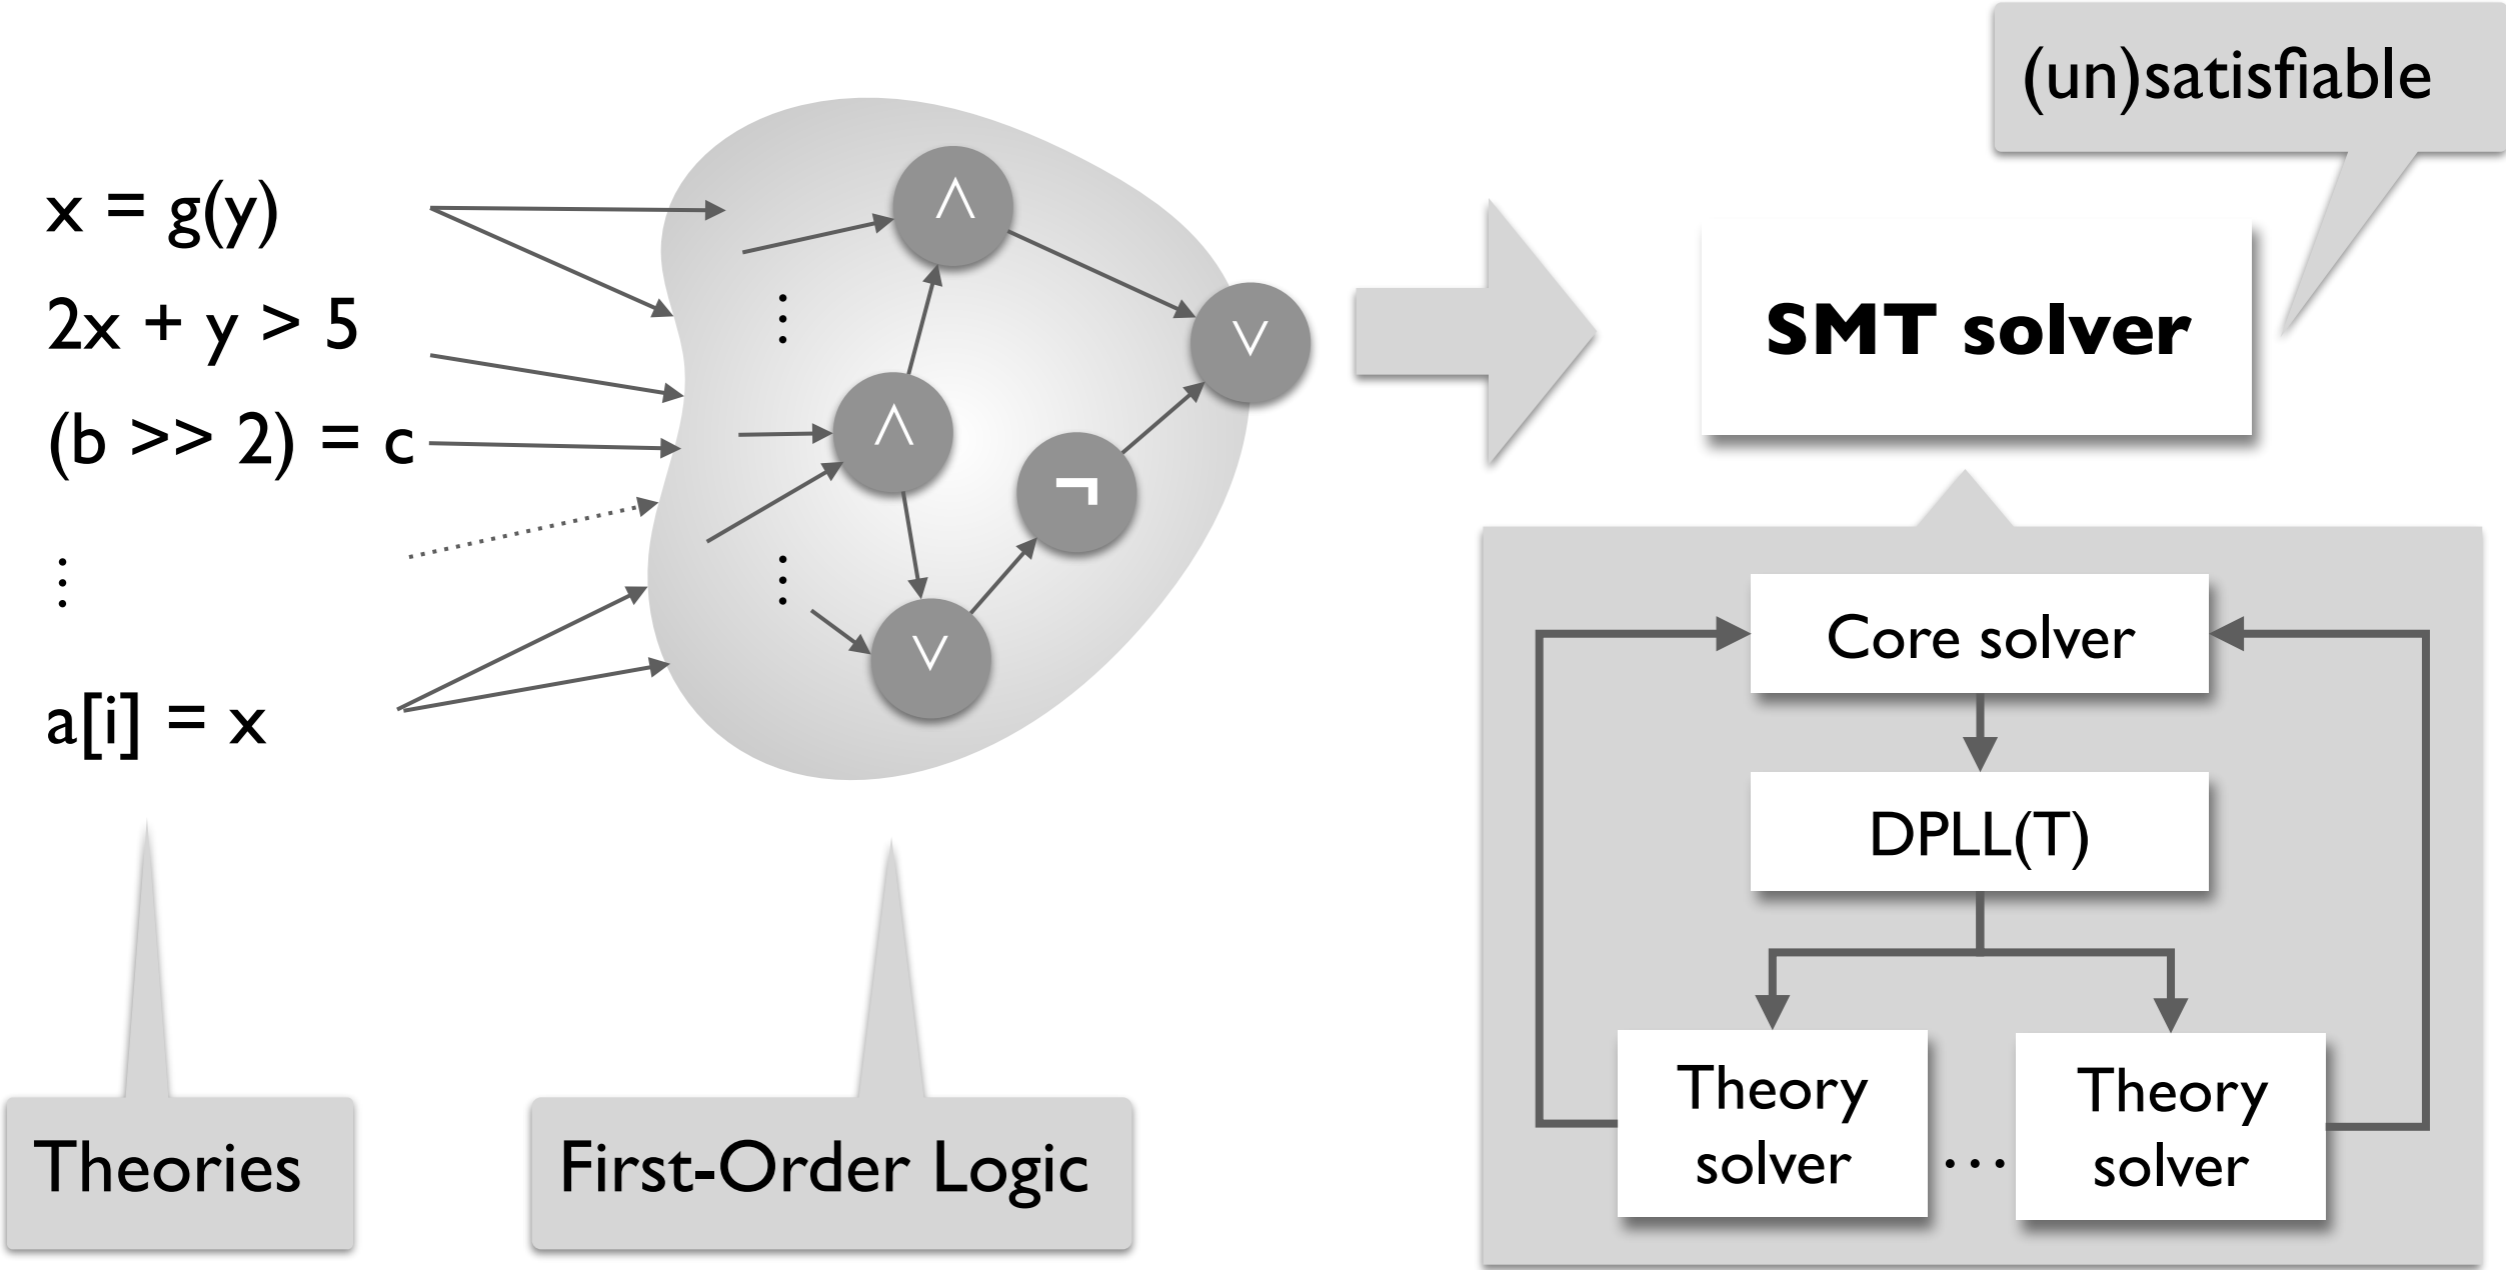 (un)satisfiable
x = g(y)
2x + y > 5
(b >> 2) = c
⋮
a[i] = x
∧
⋮
∨
∧
¬
⋮
∨
SMT solver
Core solver
DPLL(T)
Theory
solver
...
Theory
solver
Theories
First-Order Logic